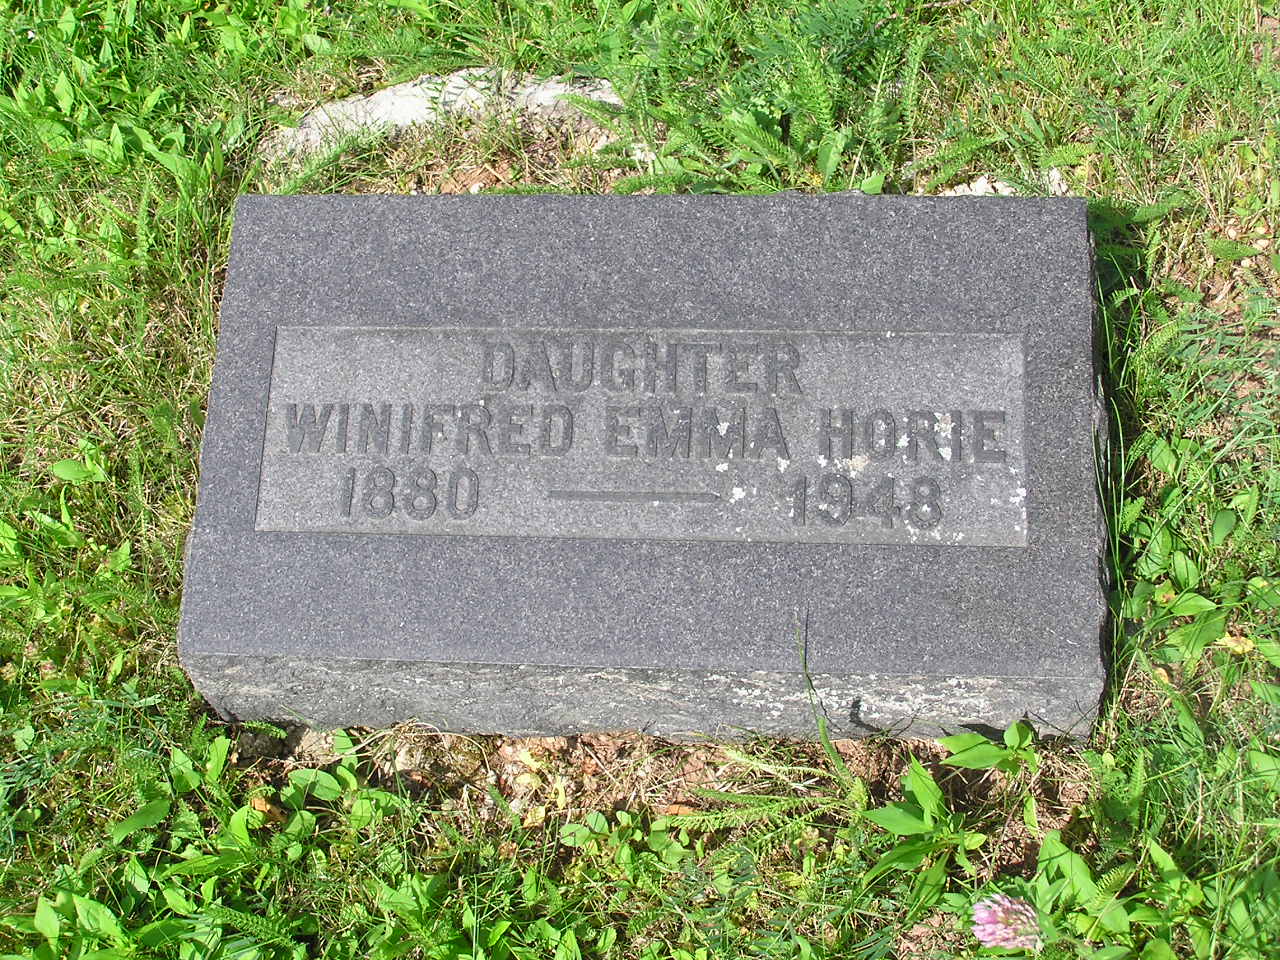 DAUGHTER
WINIFRED EMMA HORIE
1880 — 1948